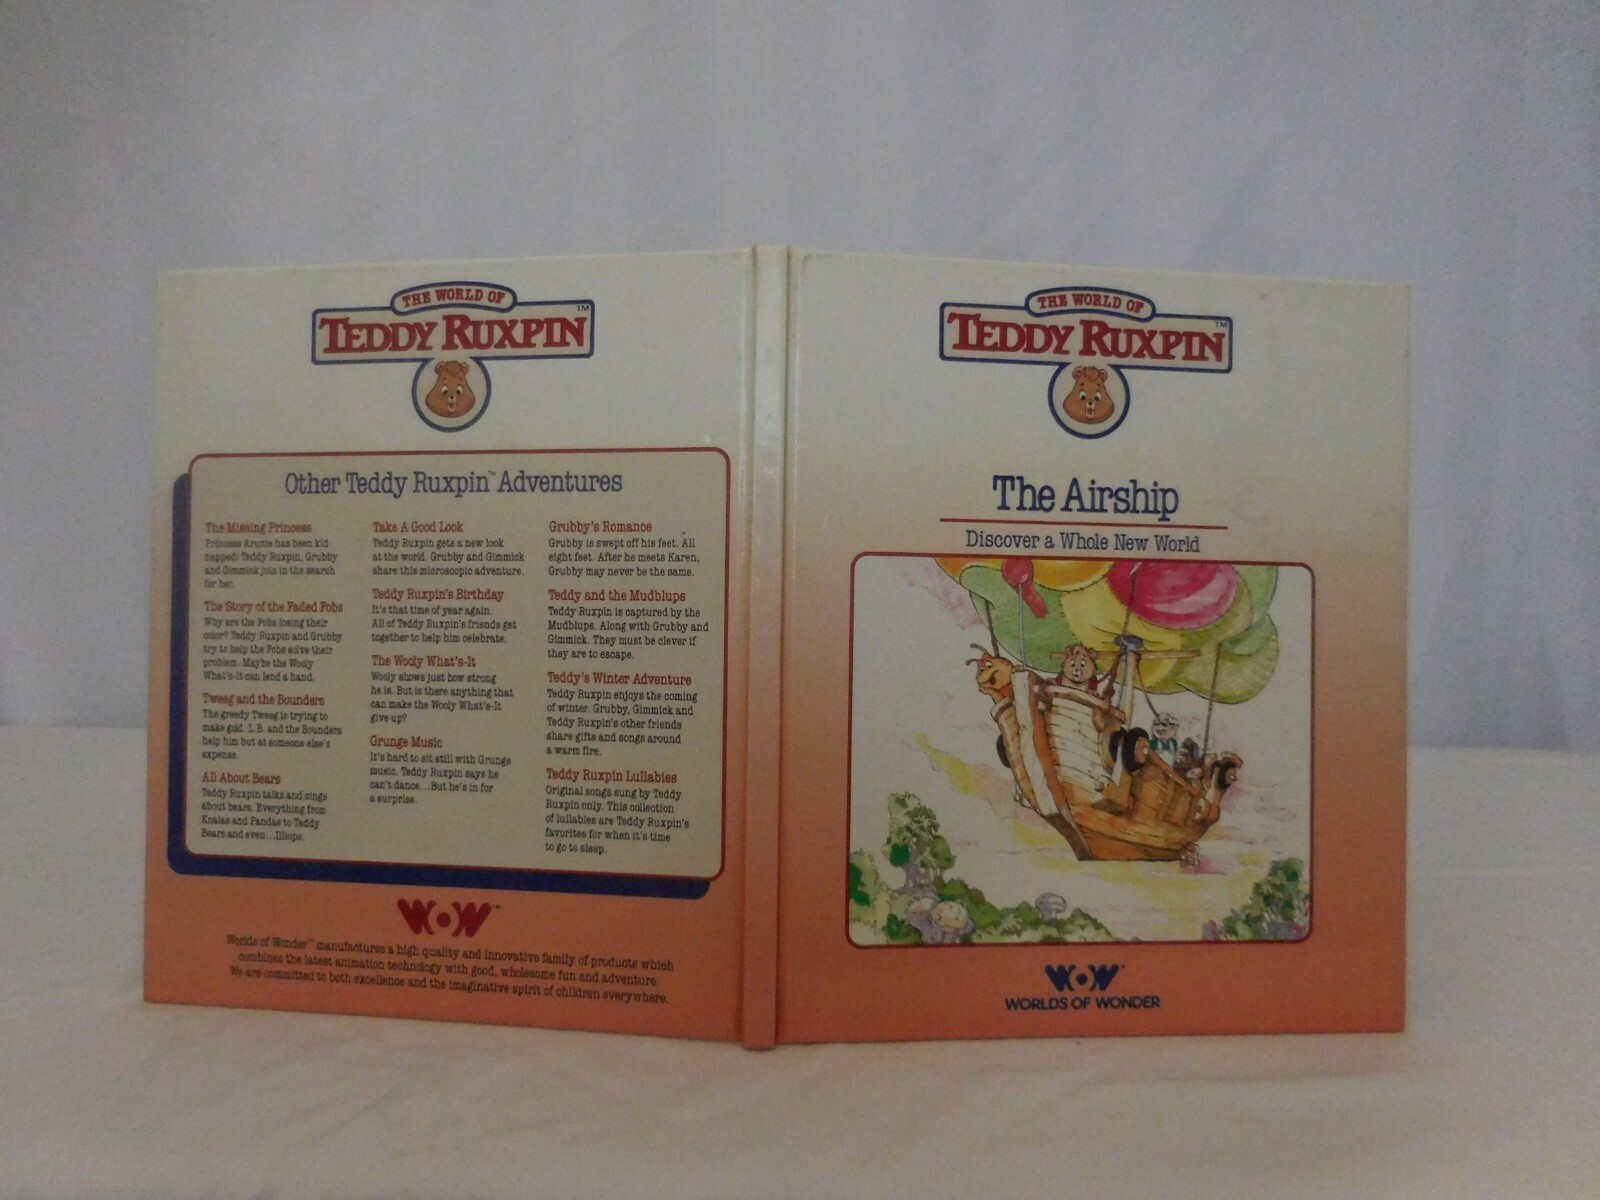 THE WORLD OF
TEDDY RUXPIN™
Other Teddy Ruxpin™ Adventures
The Missing Princess
Princess Aruzia has been kid
napped! Teddy Ruxpin, Grubby
and Gimmick join in the search
for her.
The Story of the Faded Fobs
Why are the Fobs losing their
color? Teddy Ruxpin and Grubby
try to help the Fobs solve their
problem. Maybe the Wooly
What's-It can lend a hand.
Tweeg and the Bounders
The greedy Tweeg is trying to
make gold. L.B. and the Bounders
help him but at someone else's
expense.
All About Bears
Teddy Ruxpin talks and sings
about bears. Everything from
Koalas and Pandas to Teddy
Bears and even...Illiops.
Take A Good Look
Teddy Ruxpin gets a new look
at the world. Grubby and Gimmick
share this microscopic adventure.
Teddy Ruxpin's Birthday
It's that time of year again.
All of Teddy Ruxpin's friends get
together to help him celebrate.
The Wooly What's-It
Wooly shows just how strong
he is. But is there anything that
can make the Wooly What's-It
give up?
Grunge Music
It's hard to sit still with Grunge
music. Teddy Ruxpin says he
can't dance...But he's in for
a surprise.
Grubby's Romance
Grubby is swept off his feet. All
eight feet. After he meets Karen,
Grubby may never be the same.
Teddy and the Mudblups
Teddy Ruxpin is captured by the
Mudblups. Along with Grubby and
Gimmick. They must be clever if
they are to escape.
Teddy's Winter Adventure
Teddy Ruxpin enjoys the coming
of winter. Grubby, Gimmick and
Teddy Ruxpin's other friends
share gifts and songs around
a warm fire.
Teddy Ruxpin Lullabies
Original songs sung by Teddy
Ruxpin only. This collection
of lullabies are Teddy Ruxpin's
favorites for when it's time
to go to sleep.
WOW™
Worlds of Wonder™ manufactures a high quality and innovative family of products which
combines the latest animation technology with good, wholesome fun and adventure.
We are committed to both excellence and the imaginative spirit of children everywhere.
THE WORLD OF
TEDDY RUXPIN™
The Airship
Discover a Whole New World
WOW™
WORLDS OF WONDER